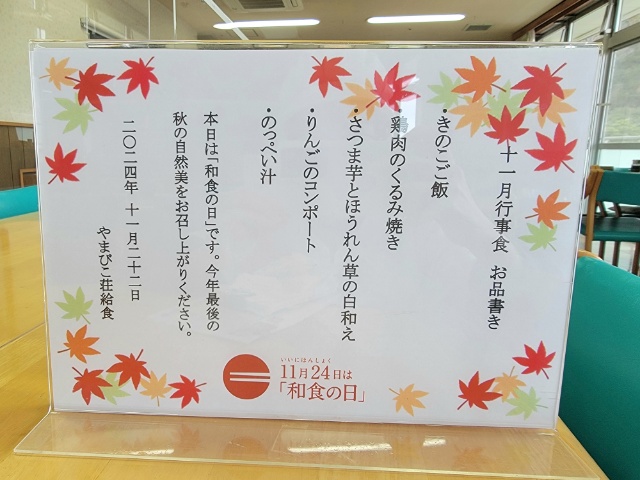 十一月行事食 お品書き
・きのこご飯
・鶏肉のくるみ焼き
・さつま芋とほうれん草の白和え
・りんごのコンポート
・のっぺい汁
本日は「和食の日」です。今年最後の
秋の自然美をお召し上がりください。
二〇二四年 十一月二十二日
やまびこ荘給食
いいにほんしょく
11月24日は
「和食の日」